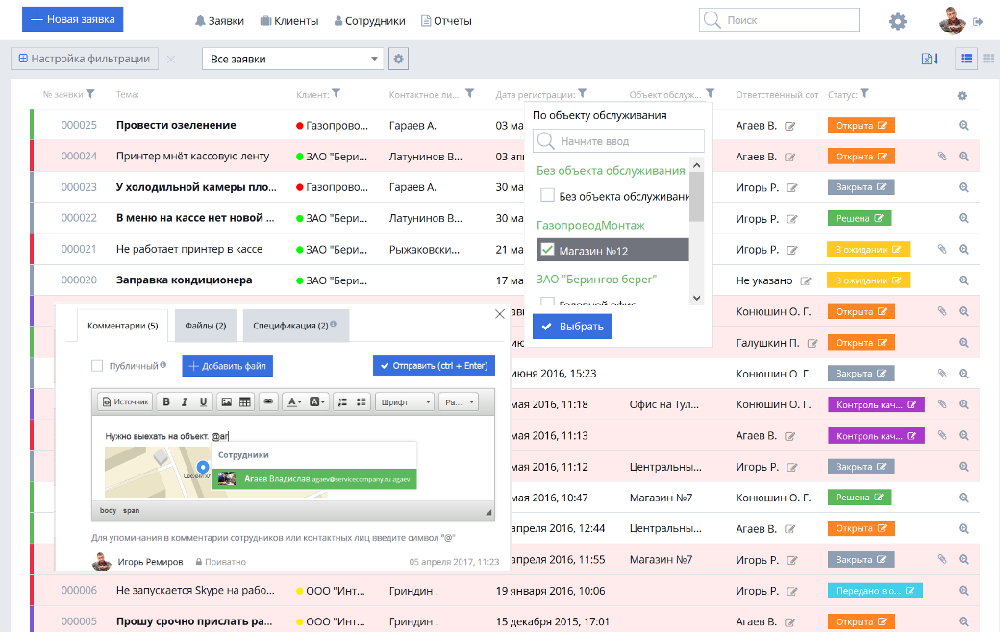 Новая заявка
Заявки Клиенты Сотрудники Отчеты
Поиск
Настройка фильтрации
Все заявки
№ заявки Тема: Клиент: Контактное ли... Дата регистрации: Объект обслуж... Ответственный сот Статус:
000025 Провести озеленение Газопрово... Гараев А. 03 ма Агаев В. Открыта
000024 Принтер мнёт кассовую ленту ЗАО "Бери... Латунинов В... 03 ап Агаев В. Открыта
000023 У холодильной камеры пло... Газопрово... Гараев А. 30 ма Игорь Р. Закрыта
000022 В меню на кассе нет новой ... ЗАО "Бери... Латунинов В... 30 ма Игорь Р. Решена
000021 Не работает принтер в кассе ЗАО "Бери... Рыжаковски... 21 ма Игорь Р. В ожидании
000020 Заправка кондиционера ЗАО "Бери... 17 ма Не указано В ожидании
По объекту обслуживания
Начните ввод
Без объекта обслуживания
Без объекта обслуживани
ГазопроводМонтаж
Магазин №12
ЗАО "Берингов берег"
Головной офис
Выбрать
Конюшин О. Г. Открыта
Галушкин П. Открыта
июня 2016, 15:23 Конюшин О. Г. Закрыта
мая 2016, 11:18 Офис на Тул... Конюшин О. Г. Контроль кач...
мая 2016, 11:13 Агаев В. Контроль кач...
мая 2016, 11:12 Центральны... Игорь Р. Закрыта
мая 2016, 10:47 Магазин №7 Конюшин О. Г. Решена
апреля 2016, 12:44 Центральны... Агаев В. Открыта
апреля 2016, 11:55 Магазин №7 Игорь Р. Закрыта
Комментарии (5) Файлы (2) Спецификация (2)
Публичный Добавить файл Отправить (ctrl + Enter)
Источник B I U A A Шрифт Ра...
Нужно выехать на объект. @аг
Сотрудники
Агаев Владислав agaev@servicecompany.ru agaev
body span
Для упоминания в комментарии сотрудников или контактных лиц введите символ "@"
Игорь Ремиров Приватно 05 апреля 2017, 11:23
000006 Не запускается Skype на рабо... ООО "Инт... Гриндин . 19 января 2016, 10:06 Игорь Р. Передано в о...
000005 Прошу срочно прислать ра... ООО "Инт... Гриндин . 15 декабря 2015, 17:01 Игорь Р. Открыта